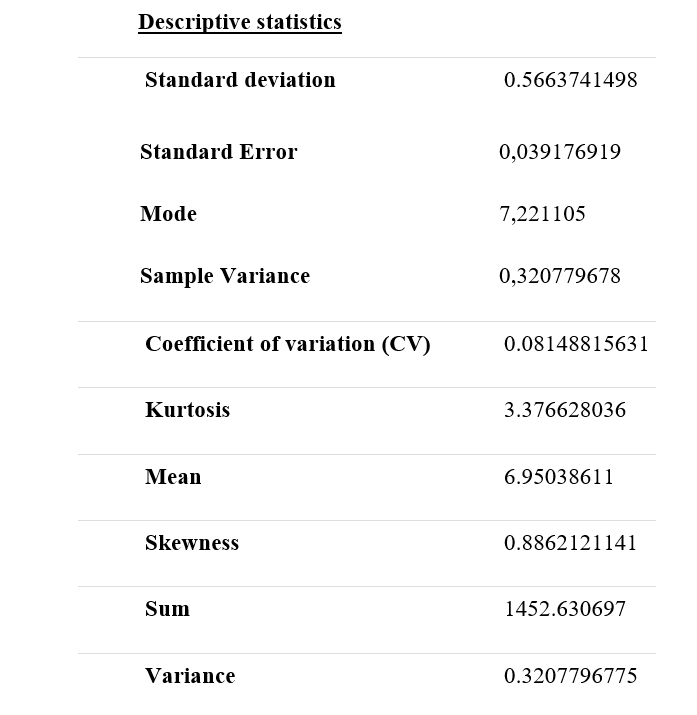 Descriptive statistics
Standard deviation 0.5663741498
Standard Error 0,039176919
Mode 7,221105
Sample Variance 0,320779678
Coefficient of variation (CV) 0.08148815631
Kurtosis 3.376628036
Mean 6.95038611
Skewness 0.8862121141
Sum 1452.630697
Variance 0.3207796775